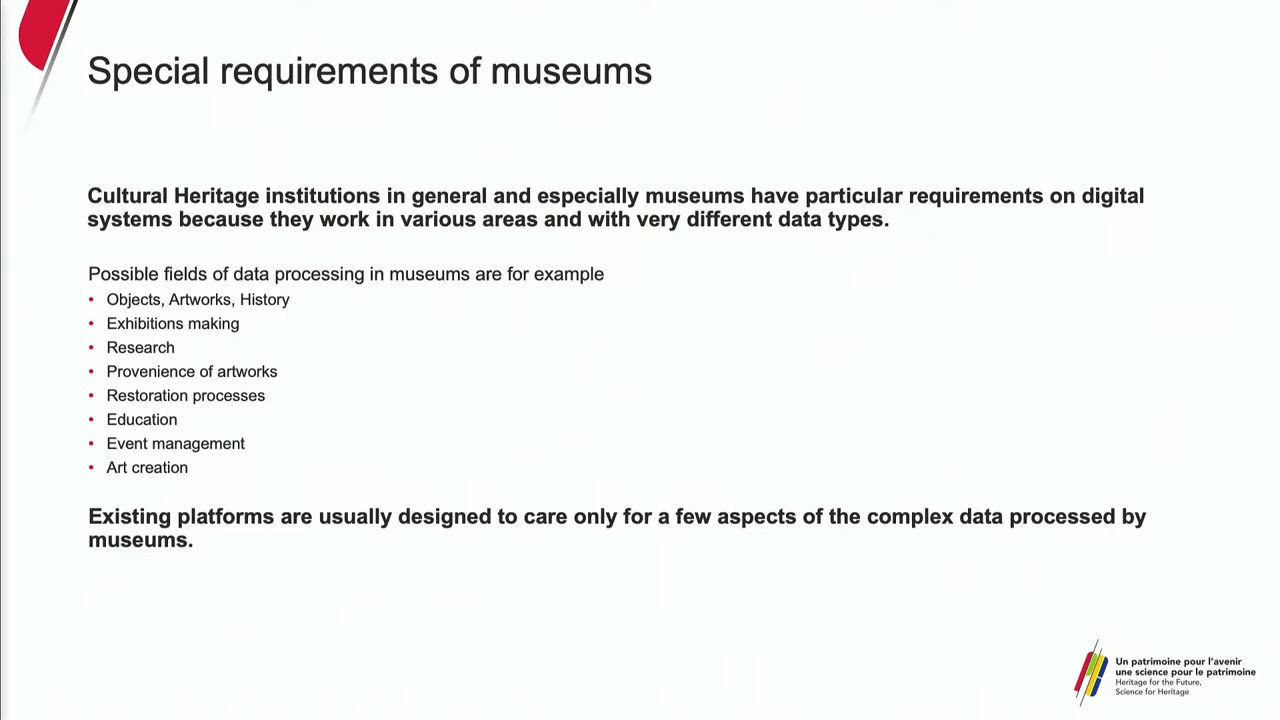 Special requirements of museums
Cultural Heritage institutions in general and especially museums have particular requirements on digital
systems because they work in various areas and with very different data types.
Possible fields of data processing in museums are for example
• Objects, Artworks, History
• Exhibitions making
• Research
• Provenience of artworks
• Restoration processes
• Education
• Event management
• Art creation
Existing platforms are usually designed to care only for a few aspects of the complex data processed by
museums.
Un patrimoine pour l'avenir
une science pour le patrimoine
Heritage for the Future,
Science for Heritage